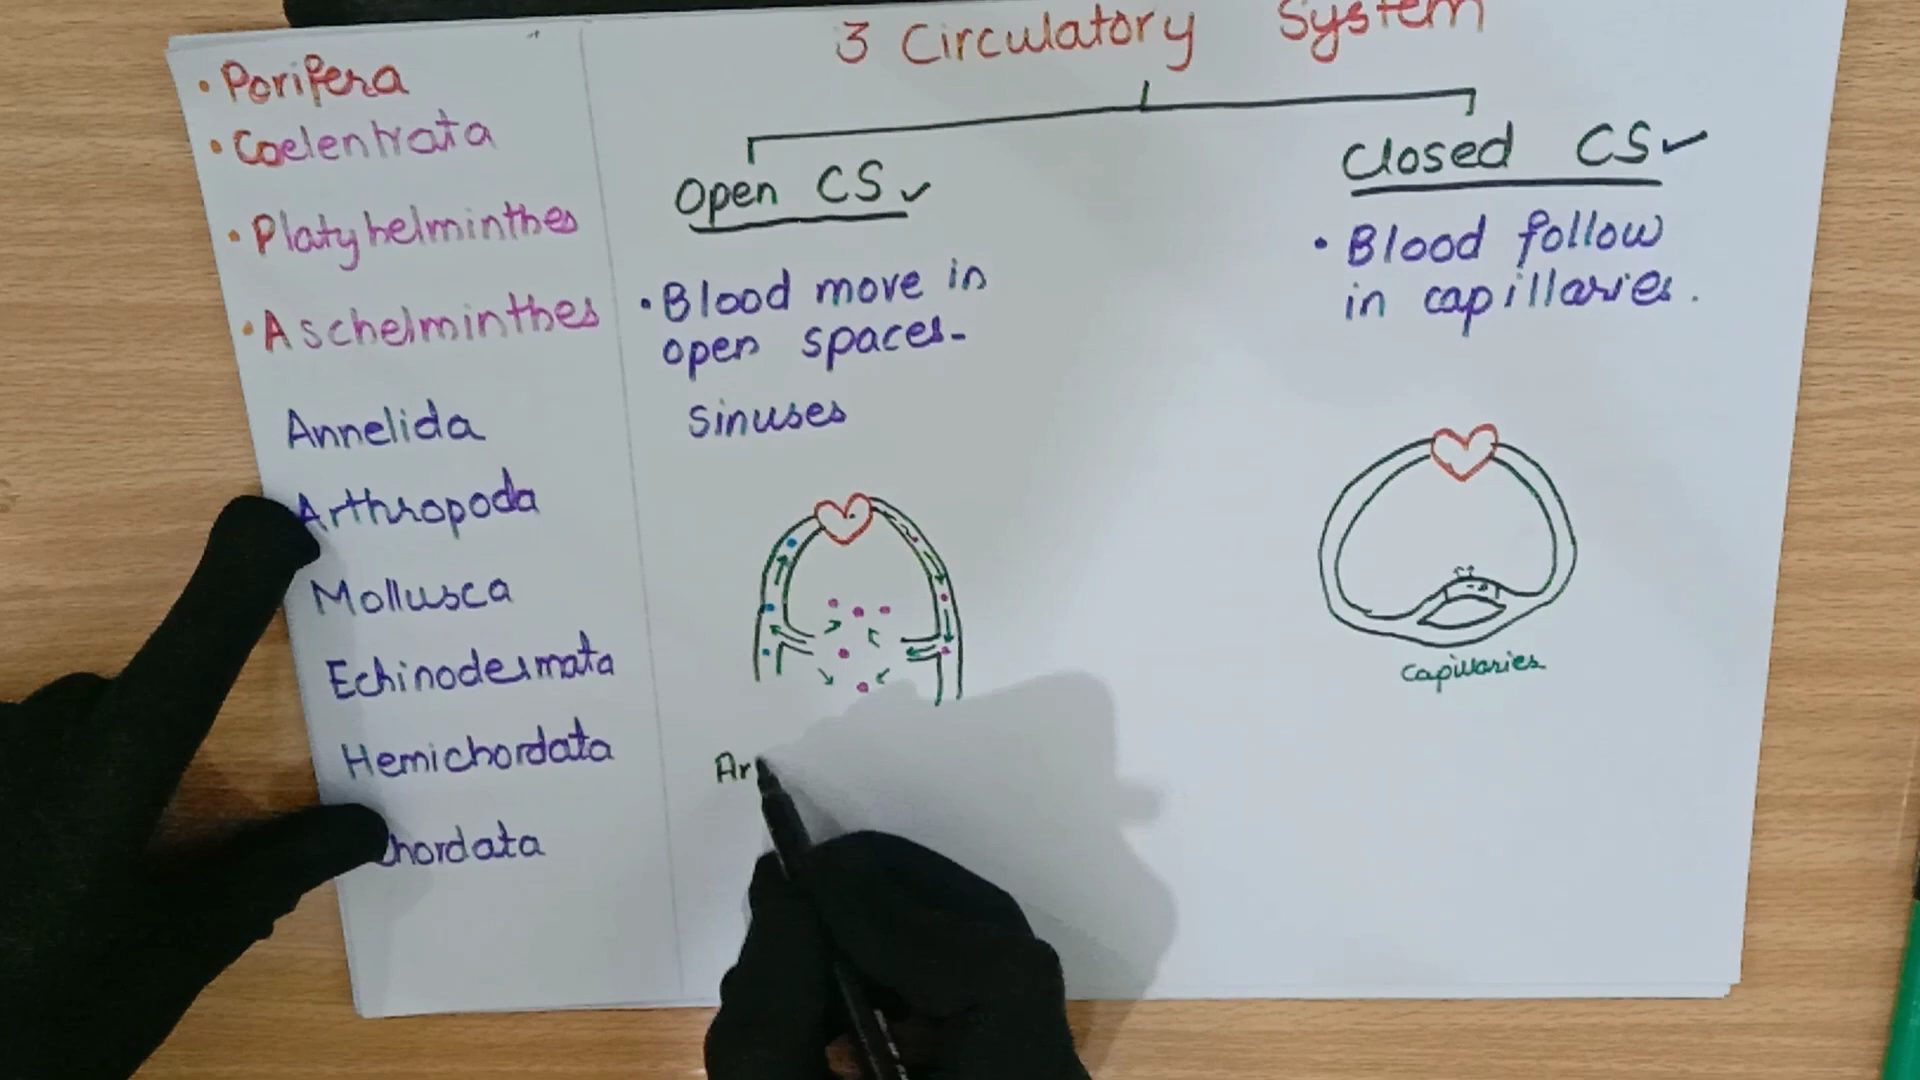 3 Circulatory System
• Porifera
• Coelentrata
• Platyhelminthes
• Aschelminthes
Annelida
Arthropoda
Mollusca
Echinodermata
Hemichordata
Chordata
Open CS ✓
• Blood move in
open spaces-
Sinuses
Ar
Closed CS ✓
• Blood follow
in capillaries.
Capillaries